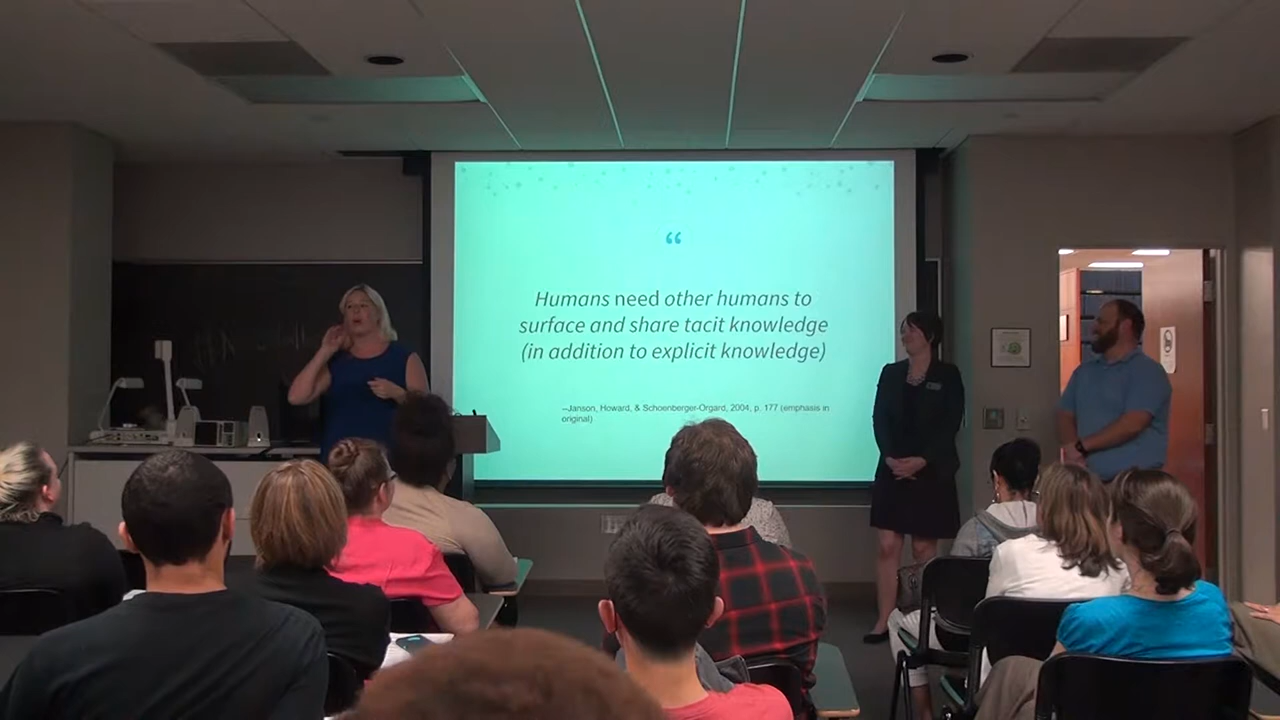 “
Humans need other humans to
surface and share tacit knowledge
(in addition to explicit knowledge)
–Janson, Howard, & Schoenberger-Orgard, 2004, p. 177 (emphasis in
original)